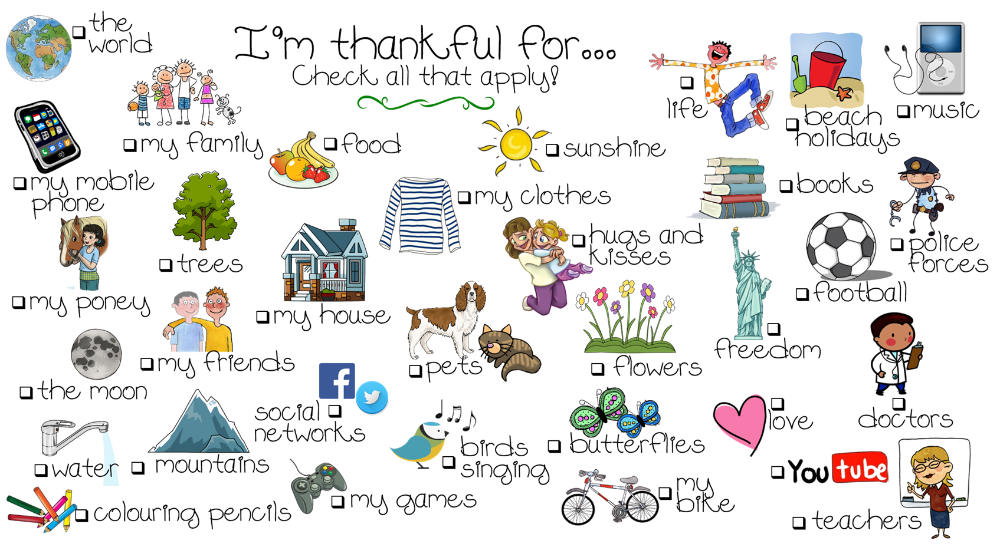 I'm thankful for...
Check all that apply!
the
world
my family
my mobile
phone
food
sunshine
life
beach
holidays
music
my clothes
books
police
forces
trees
hugs and
kisses
football
my poney
my house
my friends
pets
flowers
freedom
the moon
social
networks
f
birds
singing
butterflies
love
doctors
water
mountains
my games
my
bike
You Tube
colouring pencils
teachers